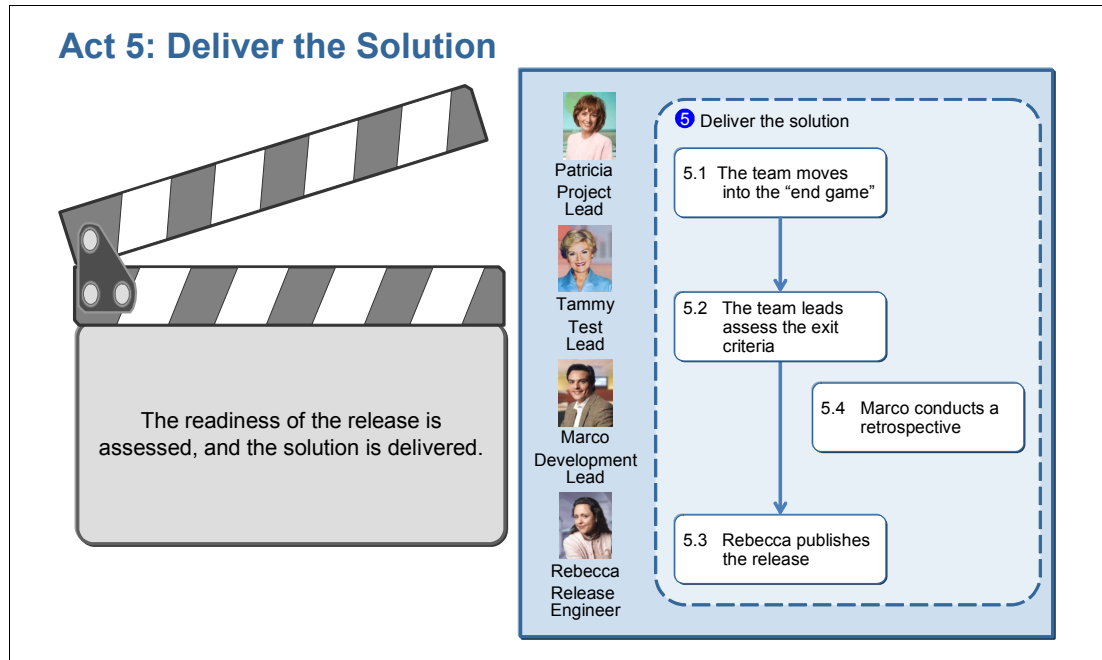 Act 5: Deliver the Solution
The readiness of the release is
assessed, and the solution is delivered.
Patricia
Project
Lead
Tammy
Test
Lead
Marco
Development
Lead
Rebecca
Release
Engineer
5 Deliver the solution
5.1 The team moves
into the “end game”
5.2 The team leads
assess the exit
criteria
5.4 Marco conducts a
retrospective
5.3 Rebecca publishes
the release